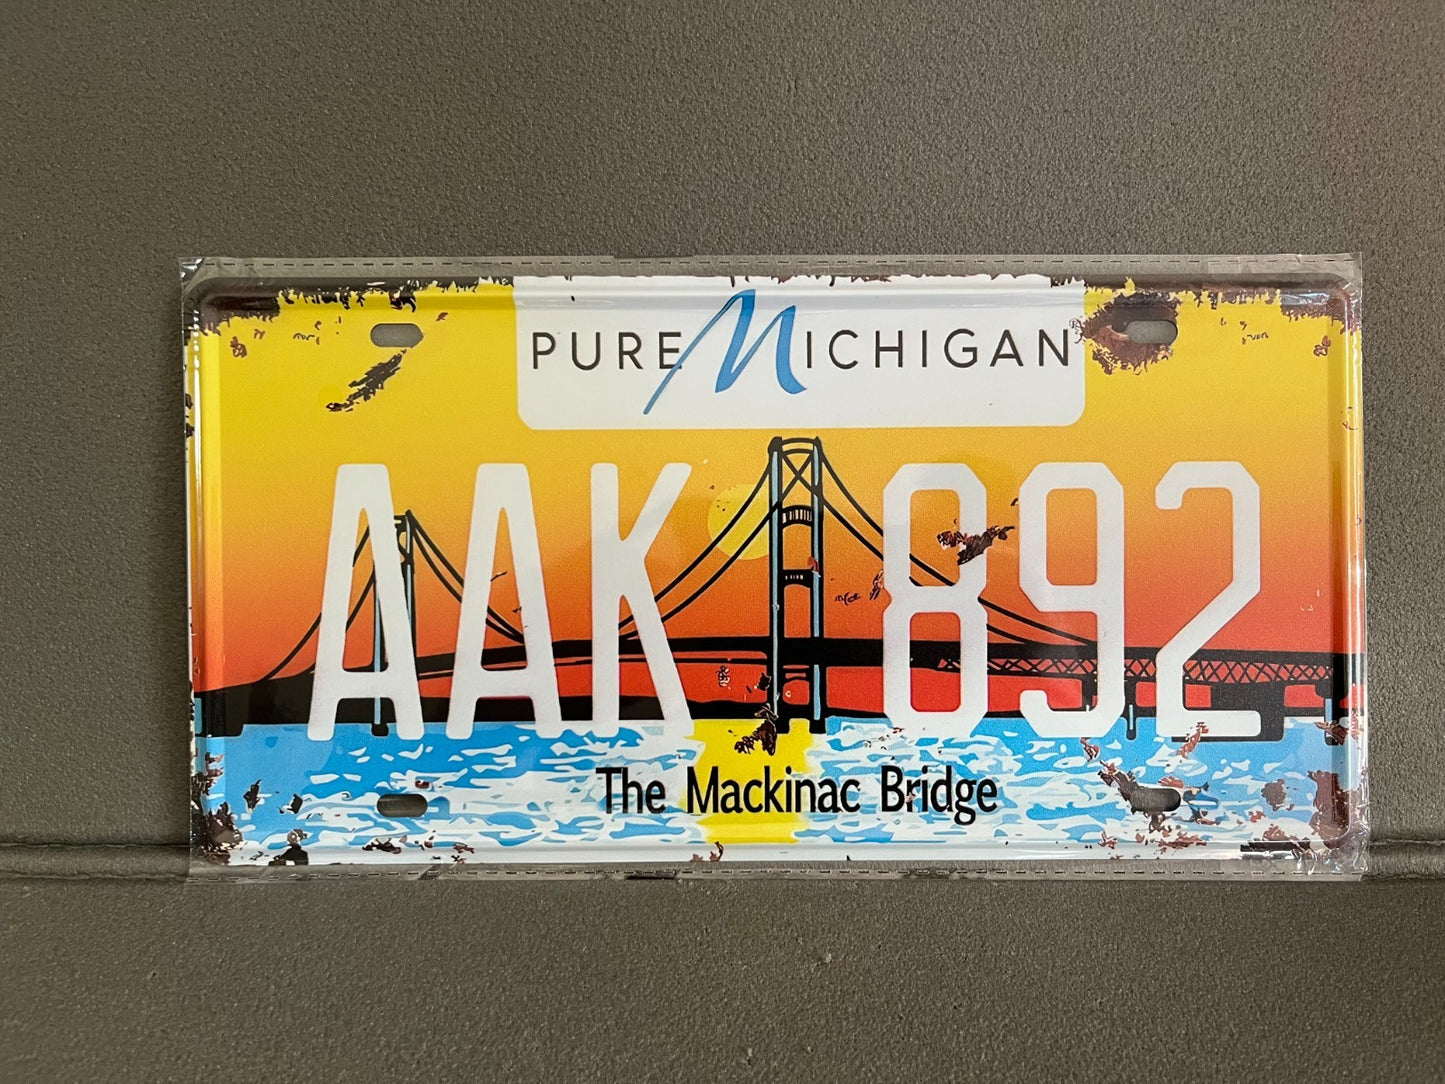 PURE MICHIGAN®
AAK 892
The Mackinac Bridge